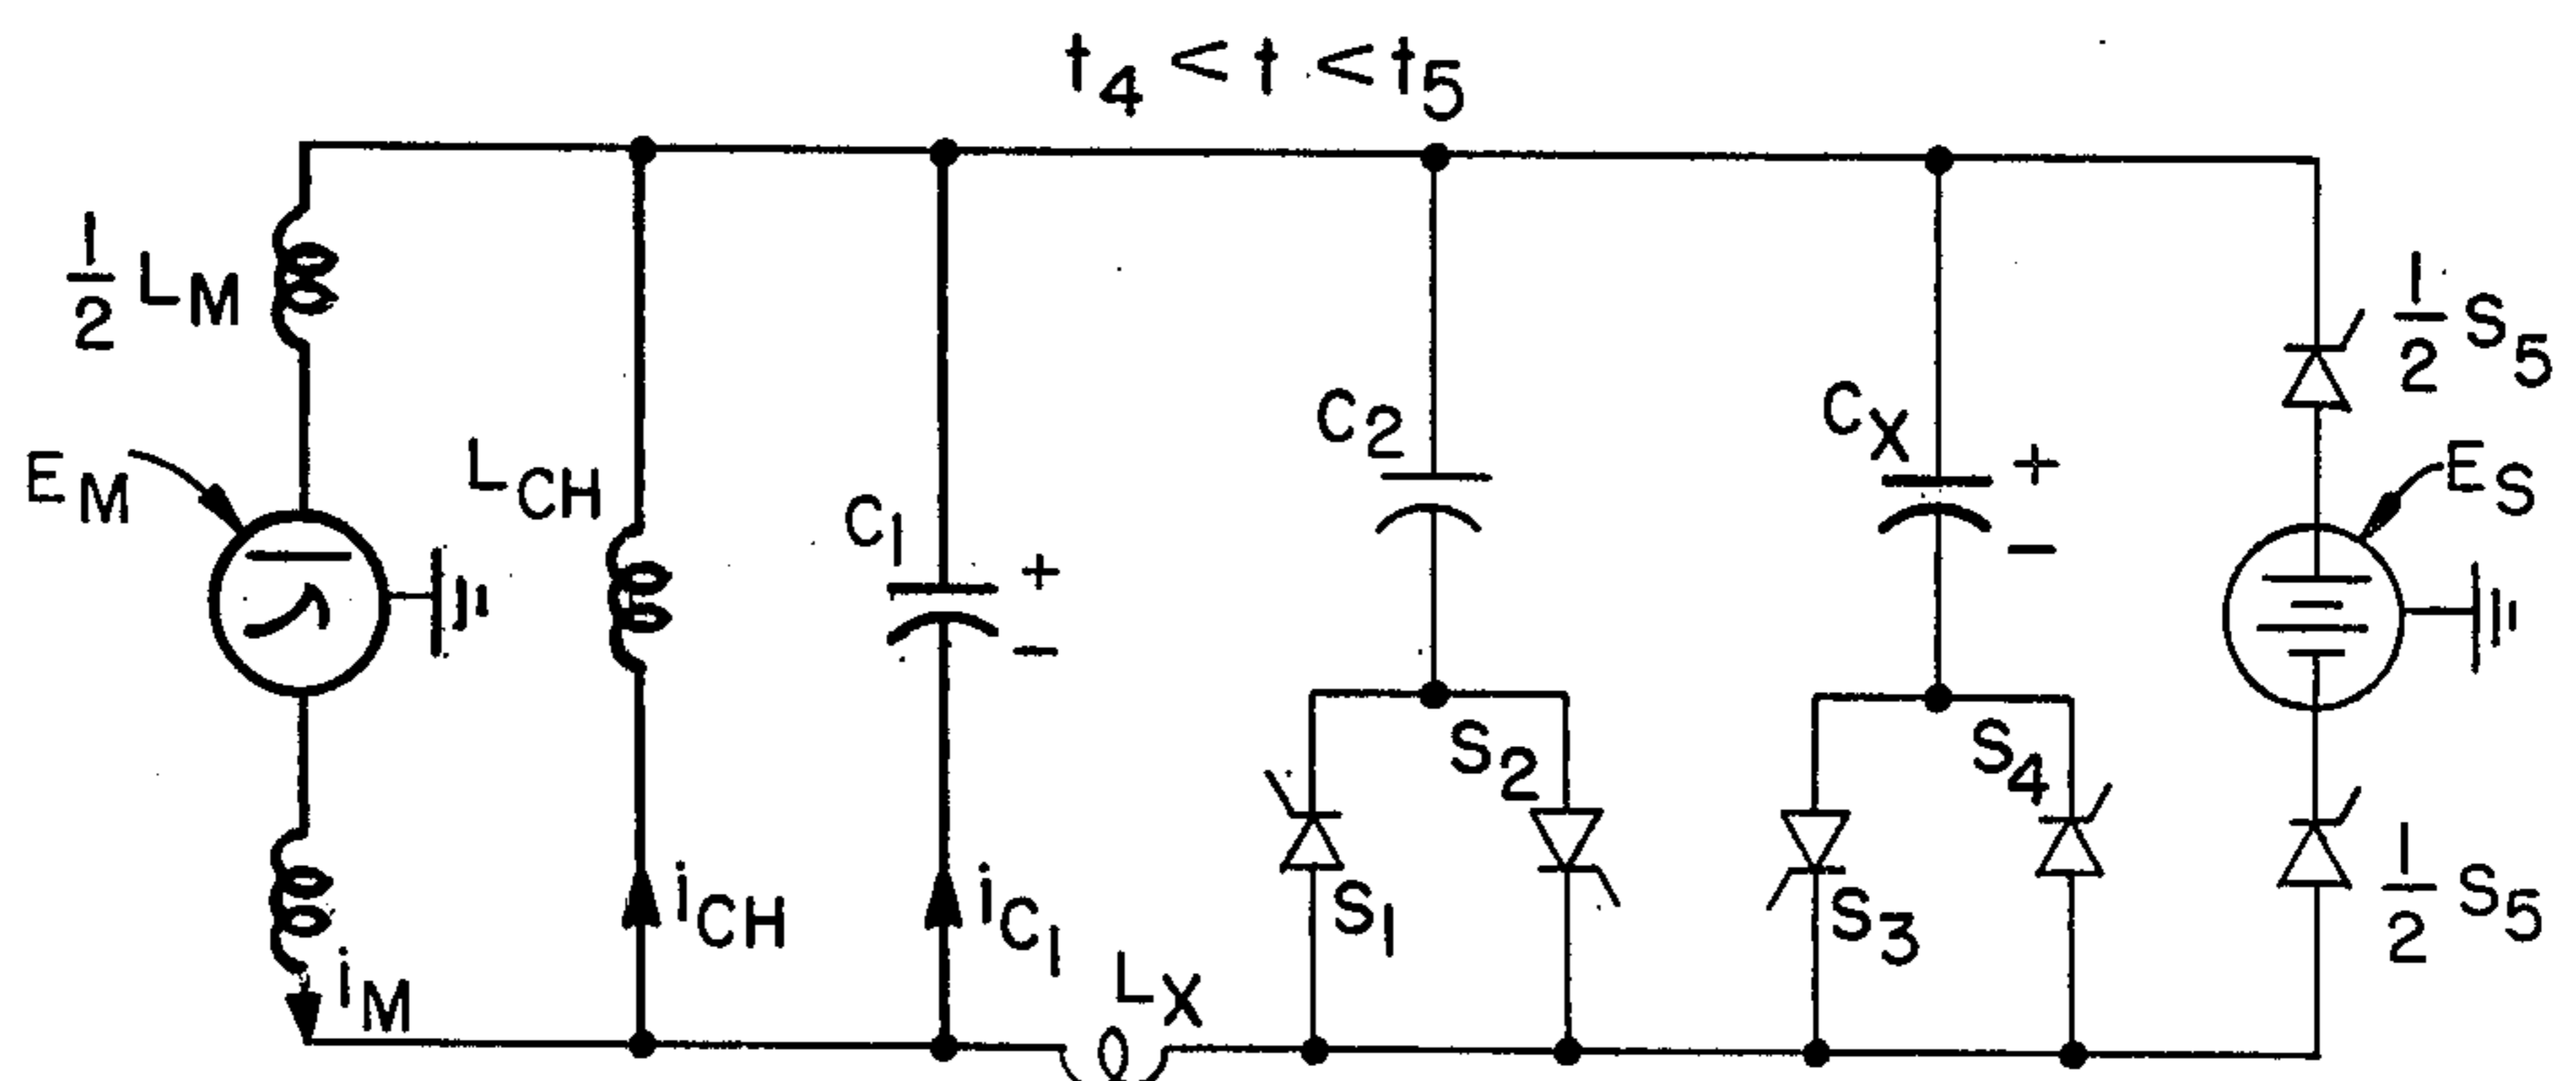 t4 < t < t5
1/2 LM
EM
LCH
C1
+
−
C2
CX
+
−
1/2 S5
ES
S2
S4
S1
S3
iCH
iC1
iM
LX
1/2 S5